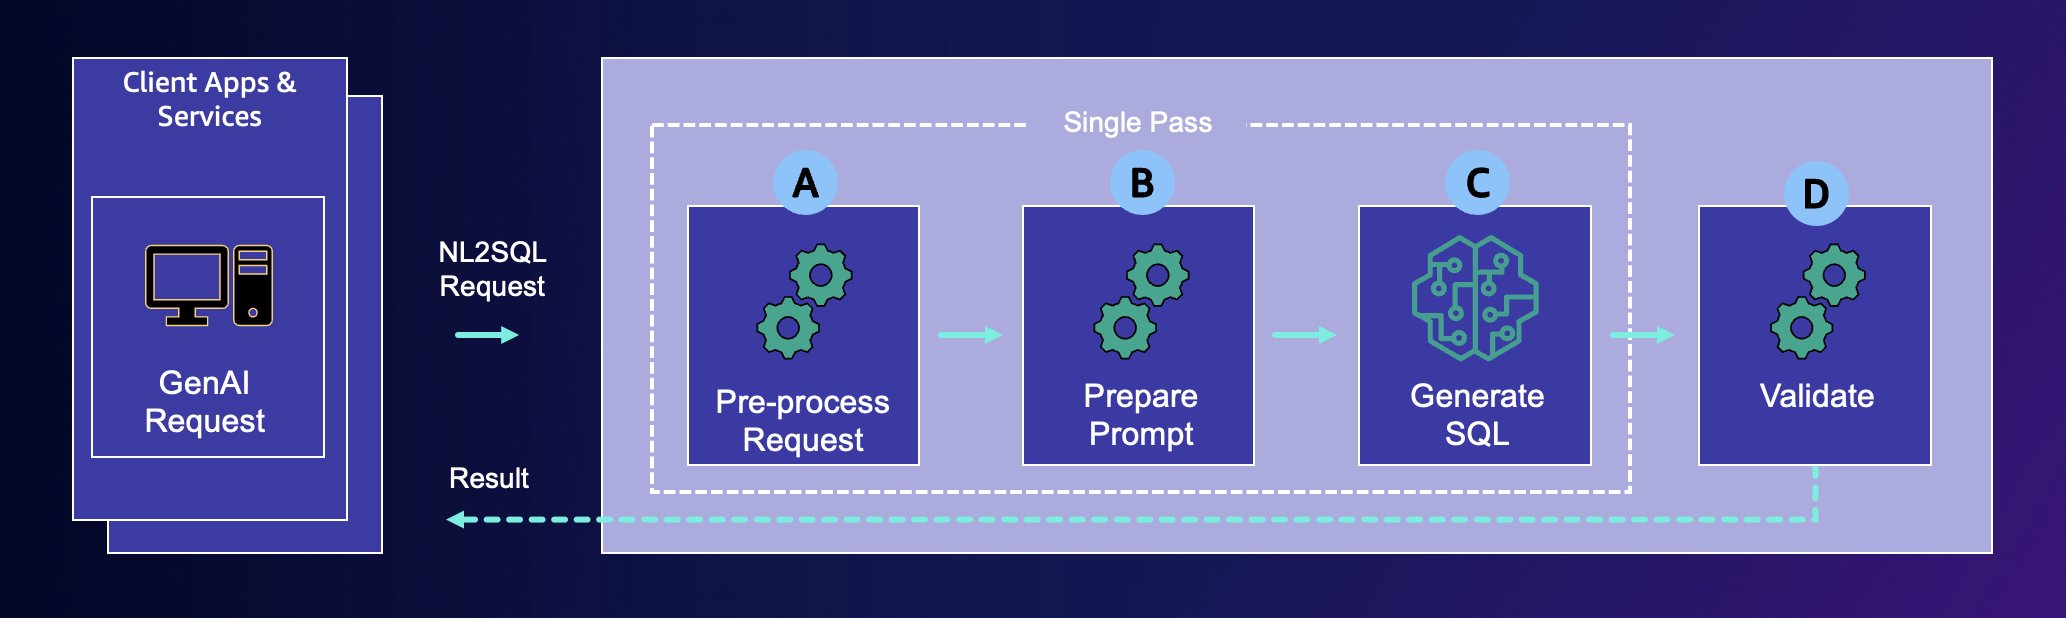 Client Apps &
Services
GenAI
Request
NL2SQL
Request
Result
Single Pass
A
Pre-process
Request
B
Prepare
Prompt
C
Generate
SQL
D
Validate